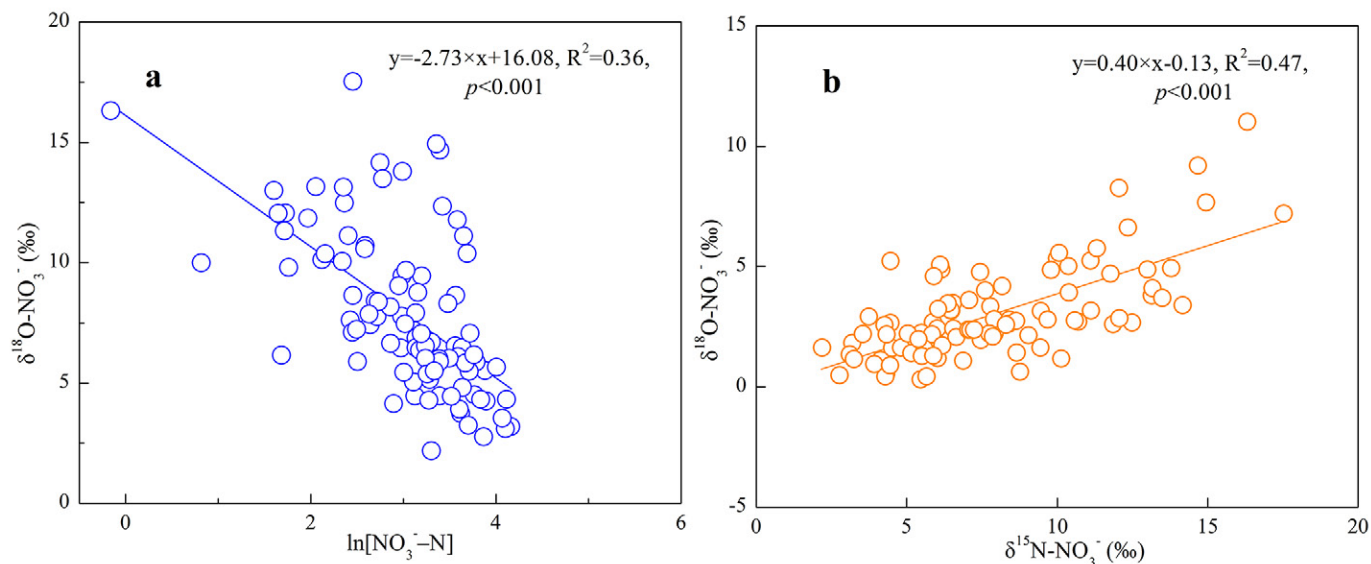 a
y=-2.73×x+16.08, R²=0.36,
p<0.001
20
15
10
5
0
δ¹⁸O-NO₃⁻ (‰)
0
2
4
6
ln[NO₃⁻–N]
b
y=0.40×x-0.13, R²=0.47,
p<0.001
15
10
5
0
-5
δ¹⁸O-NO₃⁻ (‰)
0
5
10
15
20
δ¹⁵N-NO₃⁻ (‰)